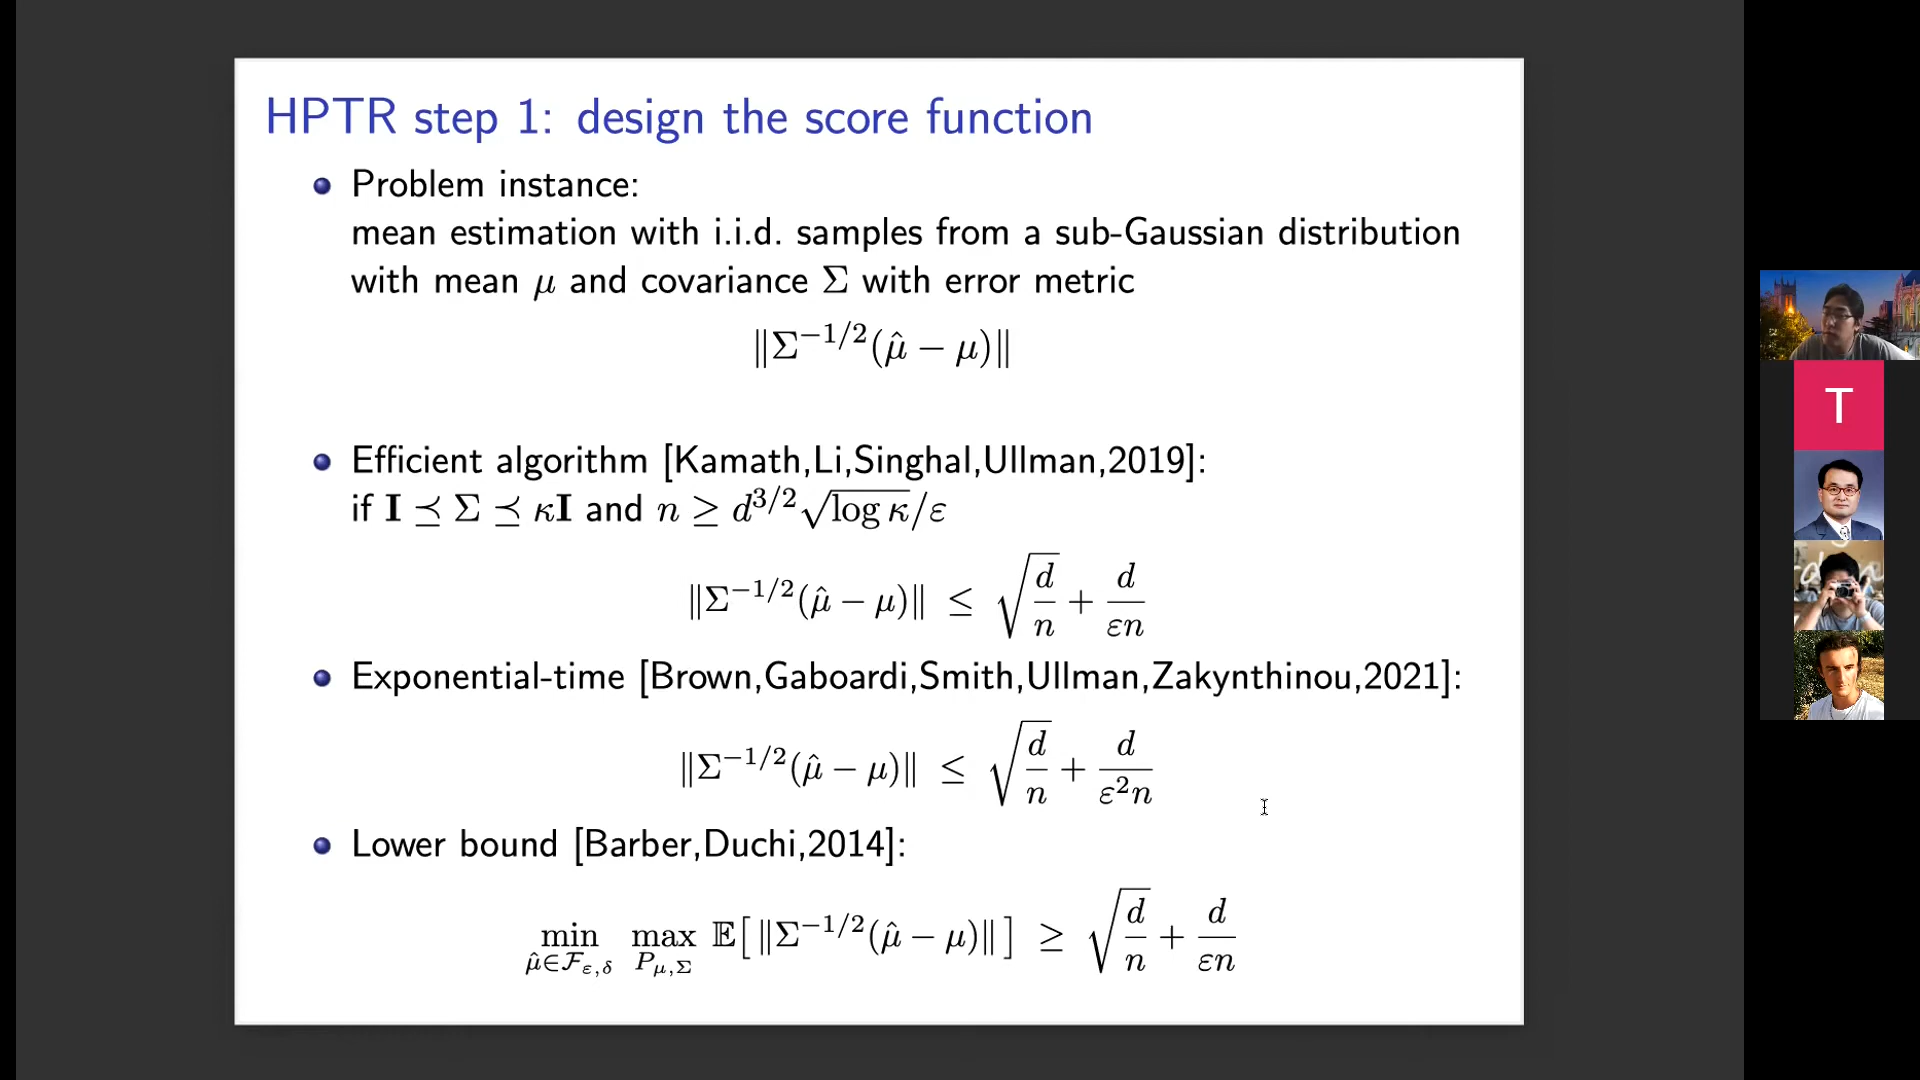 HPTR step 1: design the score function
Problem instance:
mean estimation with i.i.d. samples from a sub-Gaussian distribution
with mean μ and covariance Σ with error metric
‖Σ^{−1/2}(μ̂ − μ)‖
Efficient algorithm [Kamath,Li,Singhal,Ullman,2019]:
if I ⪯ Σ ⪯ κI and n ≥ d^{3/2}√(log κ)/ε
‖Σ^{−1/2}(μ̂ − μ)‖ ≤ √(d/n) + d/(εn)
Exponential-time [Brown,Gaboardi,Smith,Ullman,Zakynthinou,2021]:
‖Σ^{−1/2}(μ̂ − μ)‖ ≤ √(d/n) + d/(ε²n)
Lower bound [Barber,Duchi,2014]:
min_{μ̂∈F_{ε,δ}} max_{P_{μ,Σ}} 𝔼[‖Σ^{−1/2}(μ̂ − μ)‖] ≥ √(d/n) + d/(εn)
T